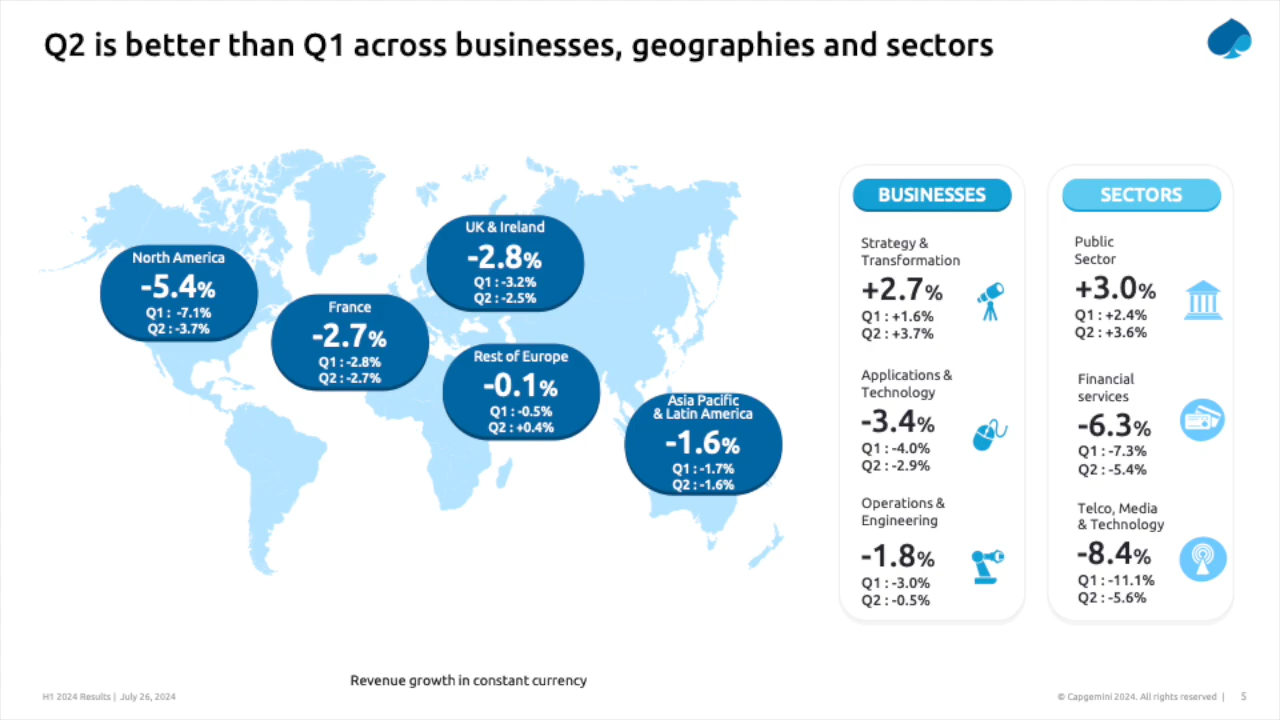 Q2 is better than Q1 across businesses, geographies and sectors
North America
-5.4%
Q1 : -7.1%
Q2 : -3.7%
France
-2.7%
Q1 : -2.8%
Q2 : -2.7%
UK & Ireland
-2.8%
Q1 : -3.2%
Q2 : -2.5%
Rest of Europe
-0.1%
Q1 : -0.5%
Q2 : +0.4%
Asia Pacific
& Latin America
-1.6%
Q1 : -1.7%
Q2 : -1.6%
BUSINESSES
Strategy &
Transformation
+2.7%
Q1 : +1.6%
Q2 : +3.7%
Applications &
Technology
-3.4%
Q1 : -4.0%
Q2 : -2.9%
Operations &
Engineering
-1.8%
Q1 : -3.0%
Q2 : -0.5%
SECTORS
Public
Sector
+3.0%
Q1 : +2.4%
Q2 : +3.6%
Financial
services
-6.3%
Q1 : -7.3%
Q2 : -5.4%
Telco, Media
& Technology
-8.4%
Q1 : -11.1%
Q2 : -5.6%
Revenue growth in constant currency
H1 2024 Results | July 26, 2024
© Capgemini 2024. All rights reserved | 5